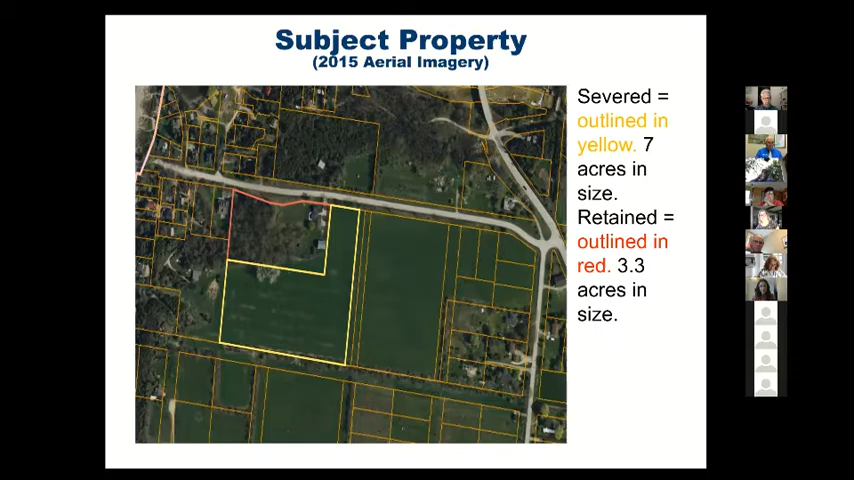 Subject Property
(2015 Aerial Imagery)
Severed =
outlined in
yellow. 7
acres in
size.
Retained =
outlined in
red. 3.3
acres in
size.